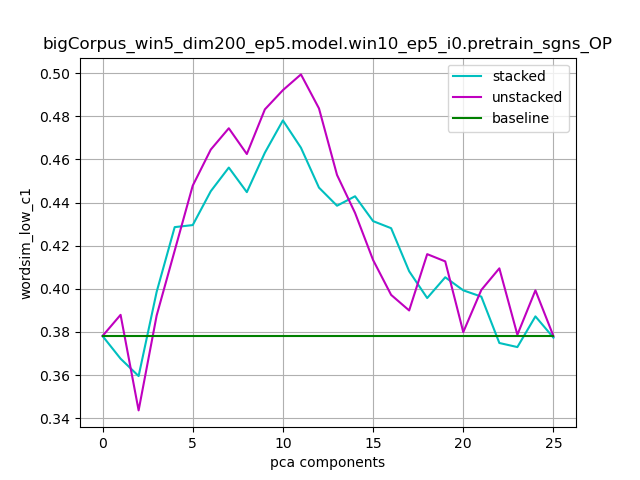 bigCorpus_win5_dim200_ep5.model.win10_ep5_i0.pretrain_sgns_OP
stacked
unstacked
baseline
wordsim_low_c1
0.50
0.48
0.46
0.44
0.42
0.40
0.38
0.36
0.34
0
5
10
15
20
25
pca components